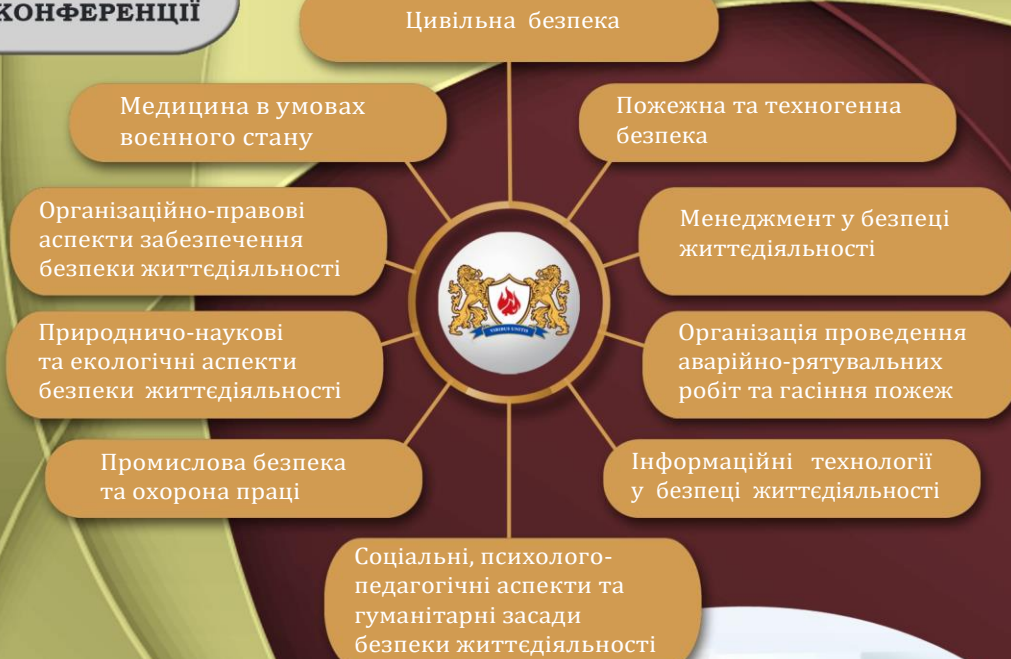 КОНФЕРЕНЦІЇ
Цивільна безпека
Медицина в умовах
воєнного стану
Пожежна та техногенна
безпека
Організаційно-правові
аспекти забезпечення
безпеки життєдіяльності
Менеджмент у безпеці
життєдіяльності
Природничо-наукові
та екологічні аспекти
безпеки життєдіяльності
Організація проведення
аварійно-рятувальних
робіт та гасіння пожеж
Промислова безпека
та охорона праці
Інформаційні технології
у безпеці життєдіяльності
Соціальні, психолого-
педагогічні аспекти та
гуманітарні засади
безпеки життєдіяльності
VIRIBUS UNITIS